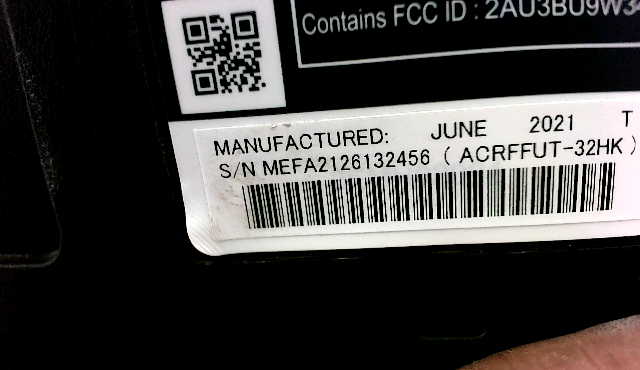 Contains FCC ID : 2AU3BU9W3
MANUFACTURED: JUNE 2021 T
S/N MEFA2126132456 ( ACRFFUT-32HK )